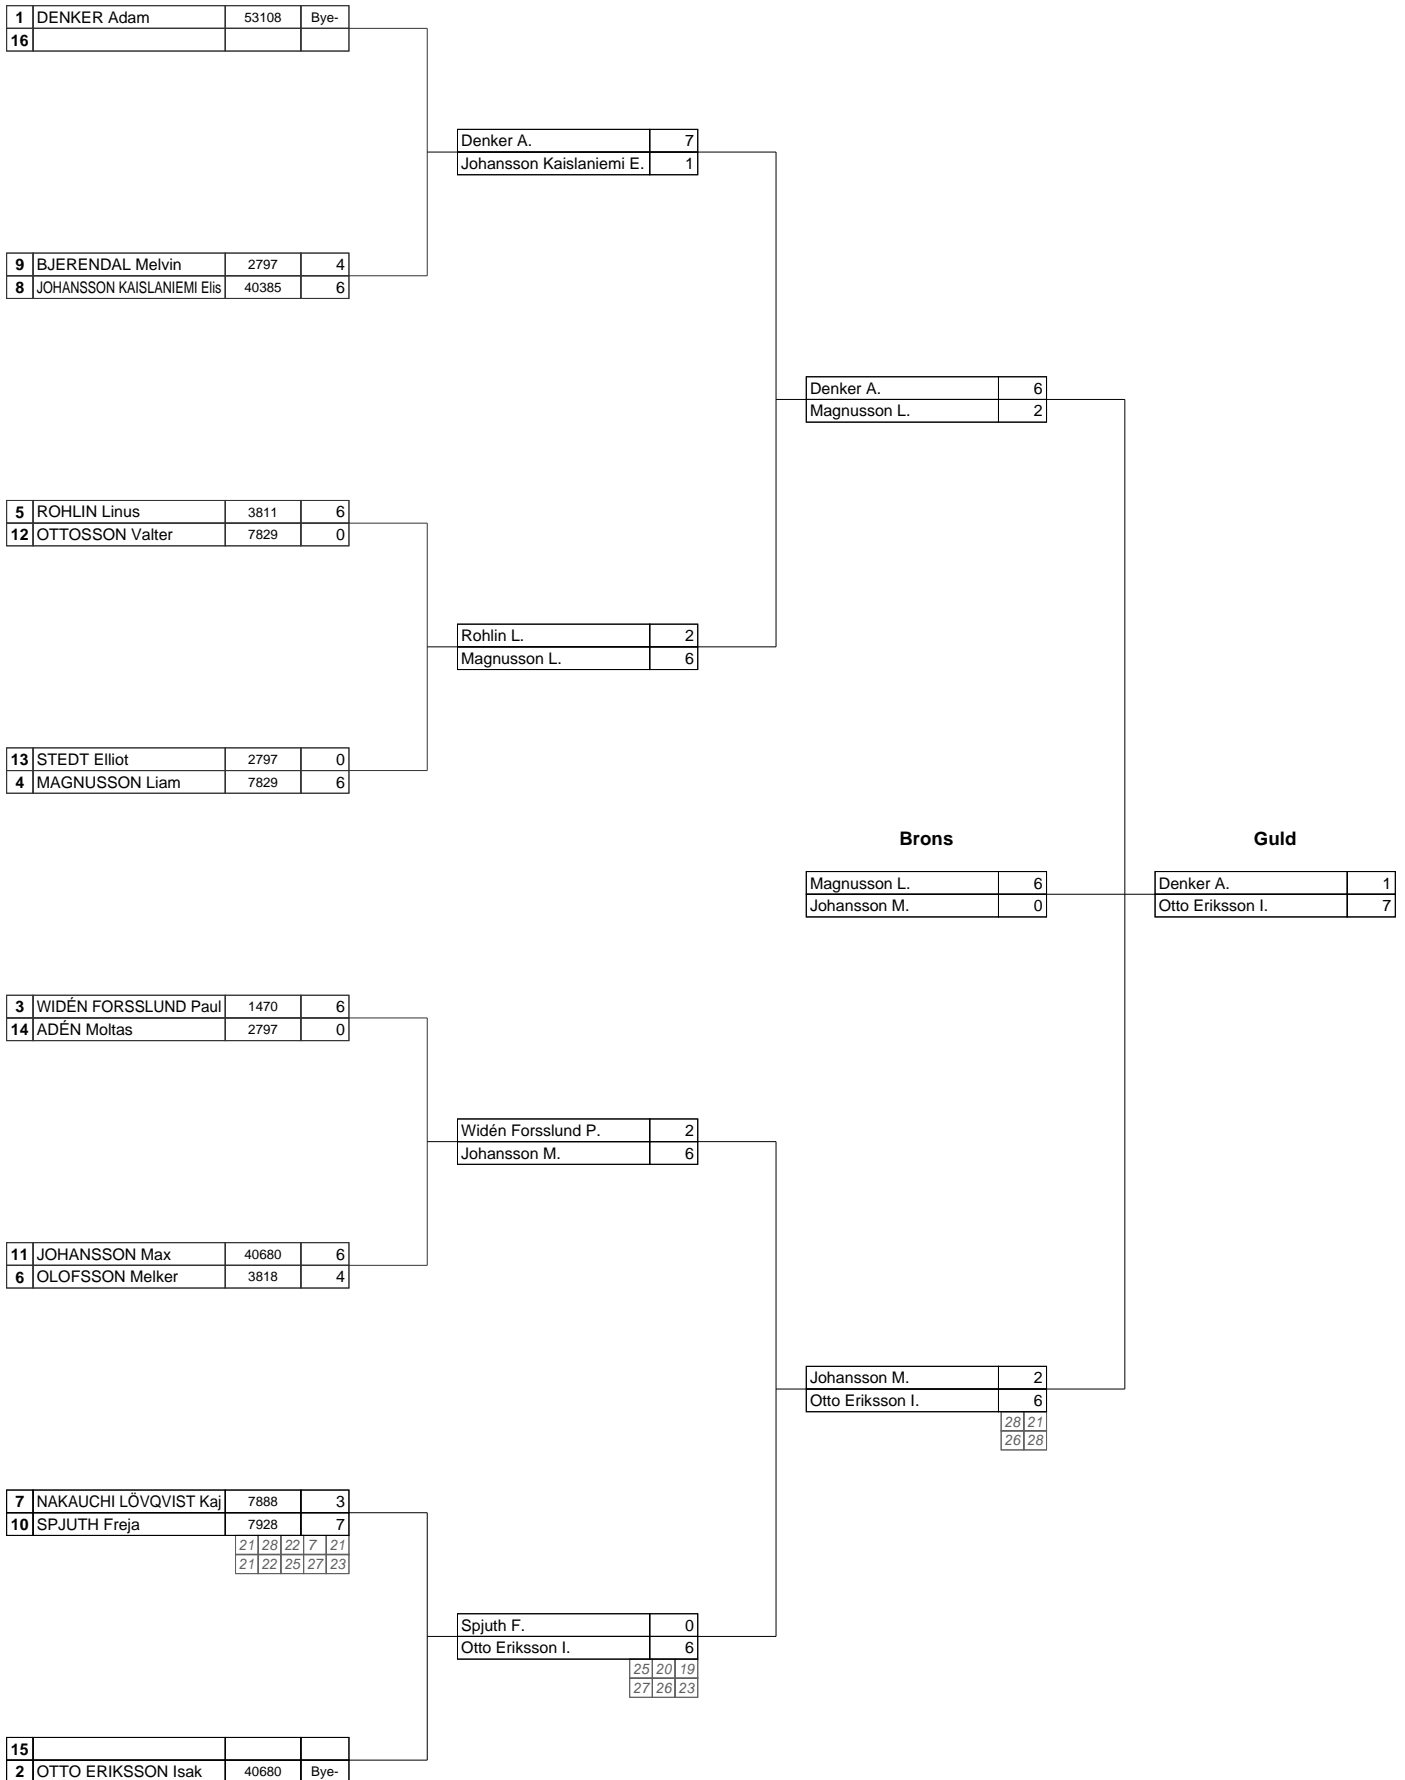 1 DENKER Adam 53108 Bye-
16
Denker A. 7
Johansson Kaislaniemi E. 1
9 BJERENDAL Melvin 2797 4
8 JOHANSSON KAISLANIEMI Elis 40385 6
Denker A. 6
Magnusson L. 2
5 ROHLIN Linus 3811 6
12 OTTOSSON Valter 7829 0
Rohlin L. 2
Magnusson L. 6
13 STEDT Elliot 2797 0
4 MAGNUSSON Liam 7829 6
Brons Guld
Magnusson L. 6 Denker A. 1
Johansson M. 0 Otto Eriksson I. 7
3 WIDÉN FORSSLUND Paul 1470 6
14 ADÉN Moltas 2797 0
Widén Forsslund P. 2
Johansson M. 6
11 JOHANSSON Max 40680 6
6 OLOFSSON Melker 3818 4
Johansson M. 2
Otto Eriksson I. 6
28 21
26 28
7 NAKAUCHI LÖVQVIST Kaj 7888 3
10 SPJUTH Freja 7928 7
21 28 22 7 21
21 22 25 27 23
Spjuth F. 0
Otto Eriksson I. 6
25 20 19
27 26 23
15
2 OTTO ERIKSSON Isak 40680 Bye-